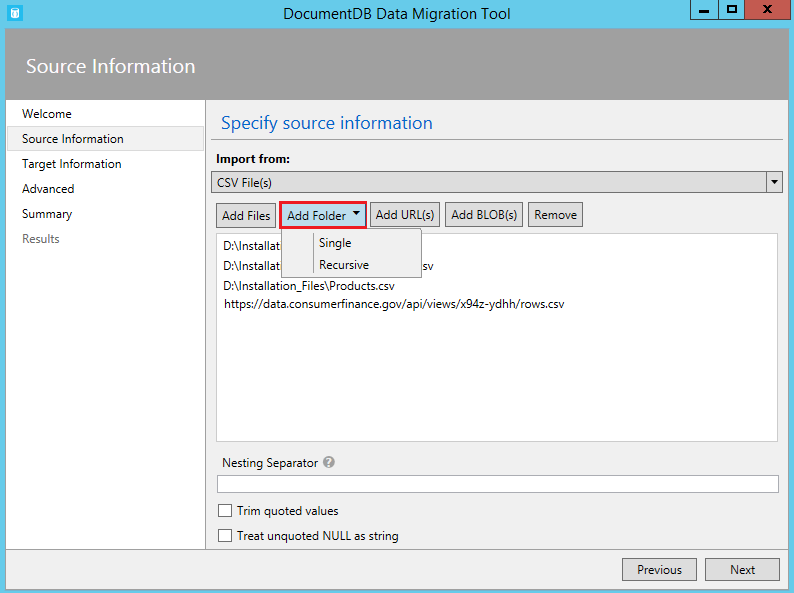 DocumentDB Data Migration Tool
Source Information
Welcome
Source Information
Target Information
Advanced
Summary
Results
Specify source information
Import from:
CSV File(s)
Add Files Add Folder Add URL(s) Add BLOB(s) Remove
Single
Recursive
D:\Installati
D:\Installati sv
D:\Installation_Files\Products.csv
https://data.consumerfinance.gov/api/views/x94z-ydhh/rows.csv
Nesting Separator ?
Trim quoted values
Treat unquoted NULL as string
Previous Next